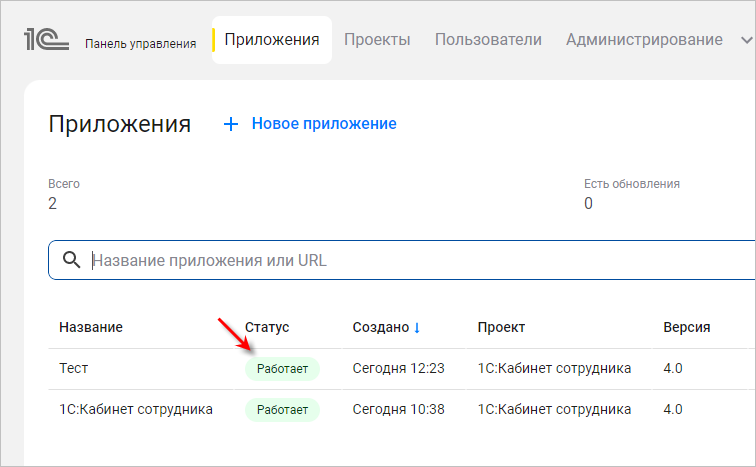 1С Панель управления Приложения Проекты Пользователи Администрирование
Приложения + Новое приложение
Всего Есть обновления
2 0
Название приложения или URL
Название Статус Создано ↓ Проект Версия
Тест Работает Сегодня 12:23 1С:Кабинет сотрудника 4.0
1С:Кабинет сотрудника Работает Сегодня 10:38 1С:Кабинет сотрудника 4.0